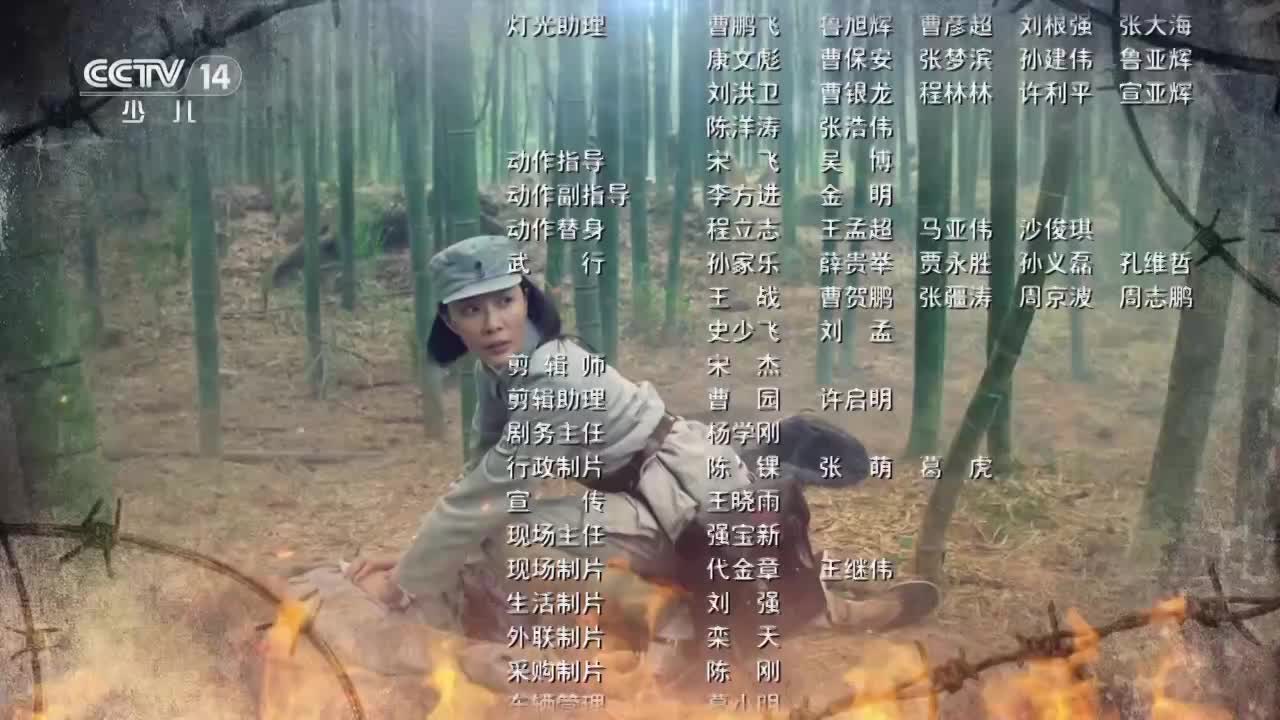 CCTV 14
少儿
灯光助理 曹鹏飞 鲁旭辉 曹彦超 刘根强 张大海
康文彪 曹保安 张梦滨 孙建伟 鲁亚辉
刘洪卫 曹银龙 程林林 许利平 宣亚辉
陈洋涛 张浩伟
动作指导 宋 飞 吴 博
动作副指导 李方进 金 明
动作替身 程立志 王孟超 马亚伟 沙俊琪
武 行 孙家乐 薛贵举 贾永胜 孙义磊 孔维哲
王 战 曹贺鹏 张疆涛 周京波 周志鹏
史少飞 刘 孟
剪 辑 师 宋 杰
剪辑助理 曹 园 许启明
剧务主任 杨学刚
行政制片 陈 锞 张 萌 葛 虎
宣 传 王晓雨
现场主任 强宝新
现场制片 代金章 王继伟
生活制片 刘 强
外联制片 栾 天
采购制片 陈 刚
车辆管理 葛小明